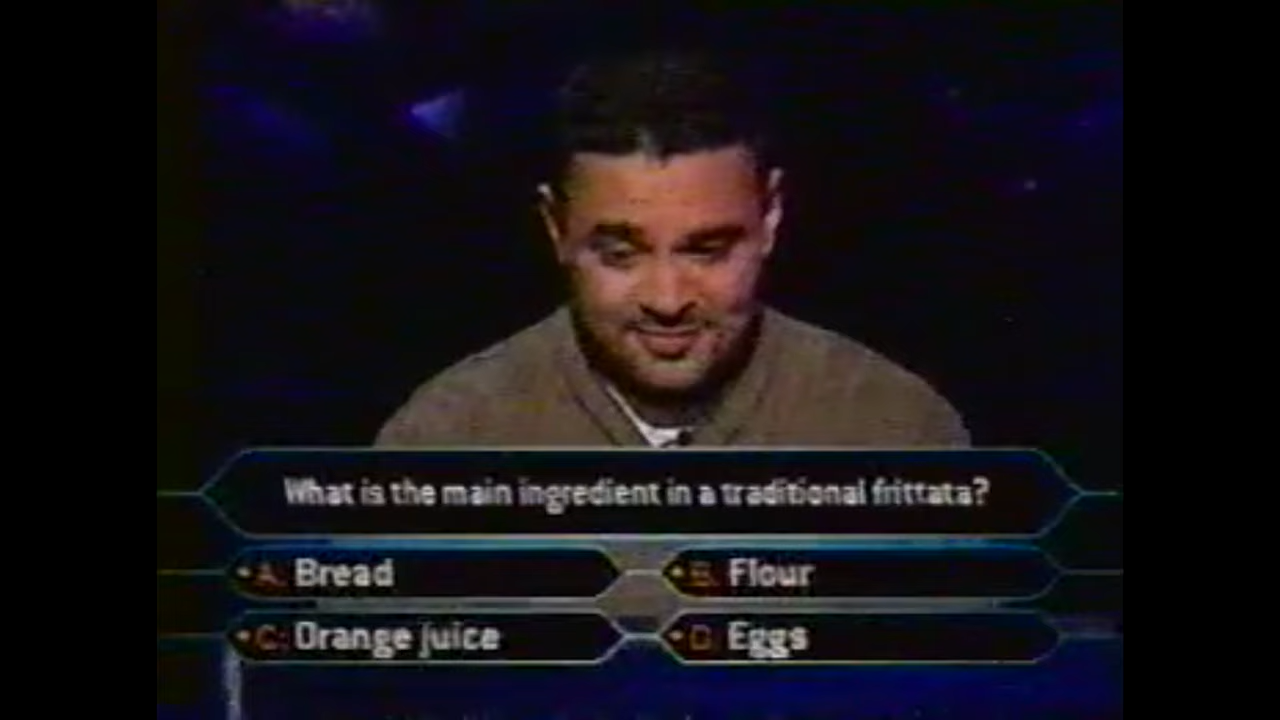 What is the main ingredient in a traditional frittata?
A: Bread
B: Flour
C: Orange juice
D: Eggs